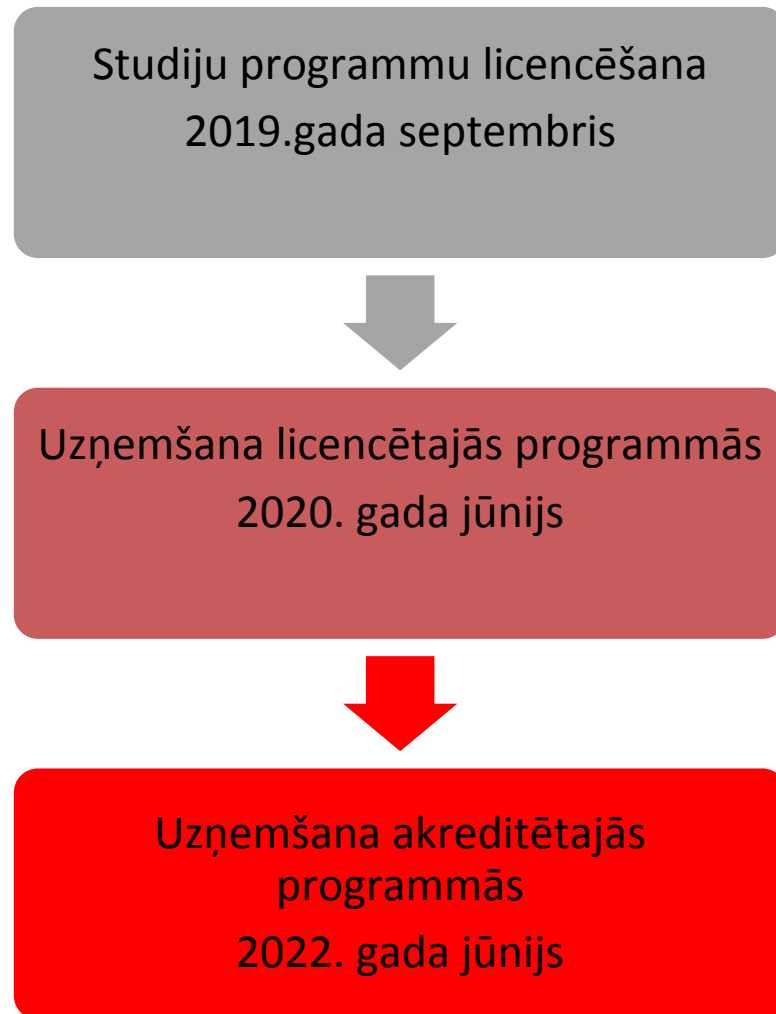 Studiju programmu licencēšana
2019.gada septembris
Uzņemšana licencētajās programmās
2020. gada jūnijs
Uzņemšana akreditētajās
programmās
2022. gada jūnijs